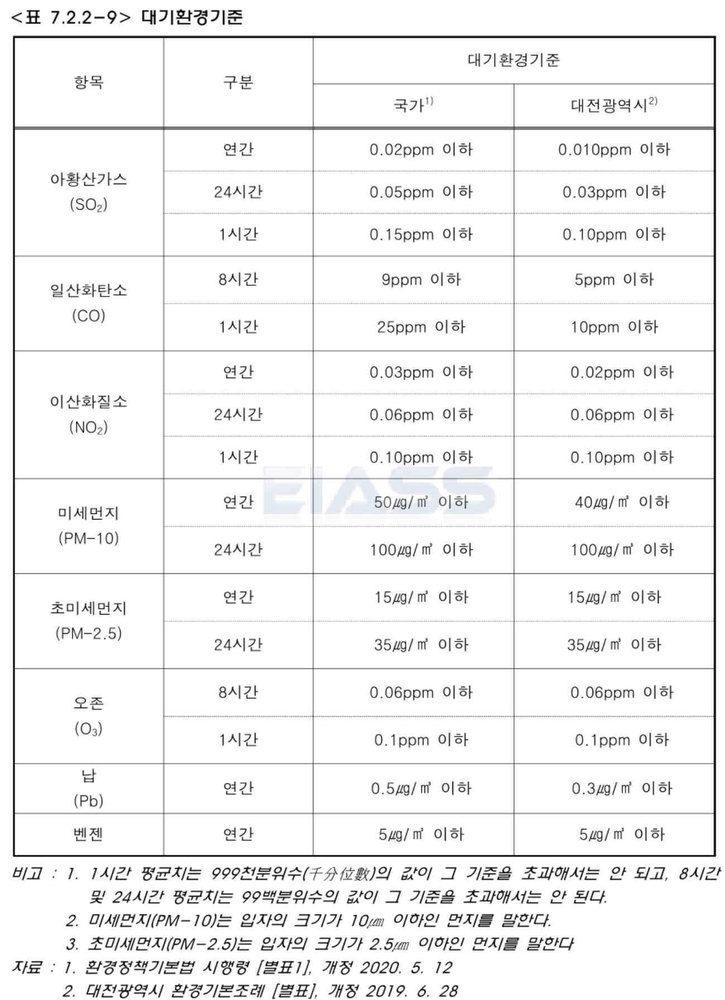 <표 7.2.2-9> 대기환경기준
항목 구분 대기환경기준
국가1) 대전광역시2)
아황산가스
(SO₂)
연간 0.02ppm 이하 0.010ppm 이하
24시간 0.05ppm 이하 0.03ppm 이하
1시간 0.15ppm 이하 0.10ppm 이하
일산화탄소
(CO)
8시간 9ppm 이하 5ppm 이하
1시간 25ppm 이하 10ppm 이하
이산화질소
(NO₂)
연간 0.03ppm 이하 0.02ppm 이하
24시간 0.06ppm 이하 0.06ppm 이하
1시간 0.10ppm 이하 0.10ppm 이하
EIASS
미세먼지
(PM-10)
연간 50㎍/㎥ 이하 40㎍/㎥ 이하
24시간 100㎍/㎥ 이하 100㎍/㎥ 이하
초미세먼지
(PM-2.5)
연간 15㎍/㎥ 이하 15㎍/㎥ 이하
24시간 35㎍/㎥ 이하 35㎍/㎥ 이하
오존
(O₃)
8시간 0.06ppm 이하 0.06ppm 이하
1시간 0.1ppm 이하 0.1ppm 이하
납
(Pb)
연간 0.5㎍/㎥ 이하 0.3㎍/㎥ 이하
벤젠 연간 5㎍/㎥ 이하 5㎍/㎥ 이하
비고 : 1. 1시간 평균치는 999천분위수(千分位數)의 값이 그 기준을 초과해서는 안 되고, 8시간
및 24시간 평균치는 99백분위수의 값이 그 기준을 초과해서는 안 된다.
2. 미세먼지(PM-10)는 입자의 크기가 10㎛ 이하인 먼지를 말한다.
3. 초미세먼지(PM-2.5)는 입자의 크기가 2.5㎛ 이하인 먼지를 말한다
자료 : 1. 환경정책기본법 시행령 [별표1], 개정 2020. 5. 12
2. 대전광역시 환경기본조례 [별표], 개정 2019. 6. 28